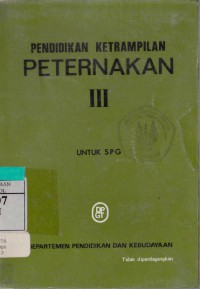 PENDIDIKAN KETRAMPILAN
PETERNAKAN
III
UNTUK SPG
DEPARTEMEN PENDIDIKAN DAN KEBUDAYAAN
Tidak diperdagangkan